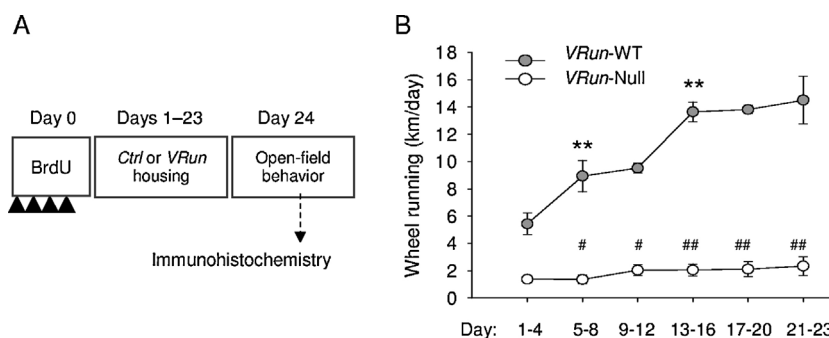 A
Day 0
Days 1–23
Day 24
BrdU
Ctrl or VRun
housing
Open-field
behavior
Immunohistochemistry
B
VRun-WT
VRun-Null
Wheel running (km/day)
18
16
14
12
10
8
6
4
2
0
**
**
#
#
##
##
##
Day: 1-4 5-8 9-12 13-16 17-20 21-23